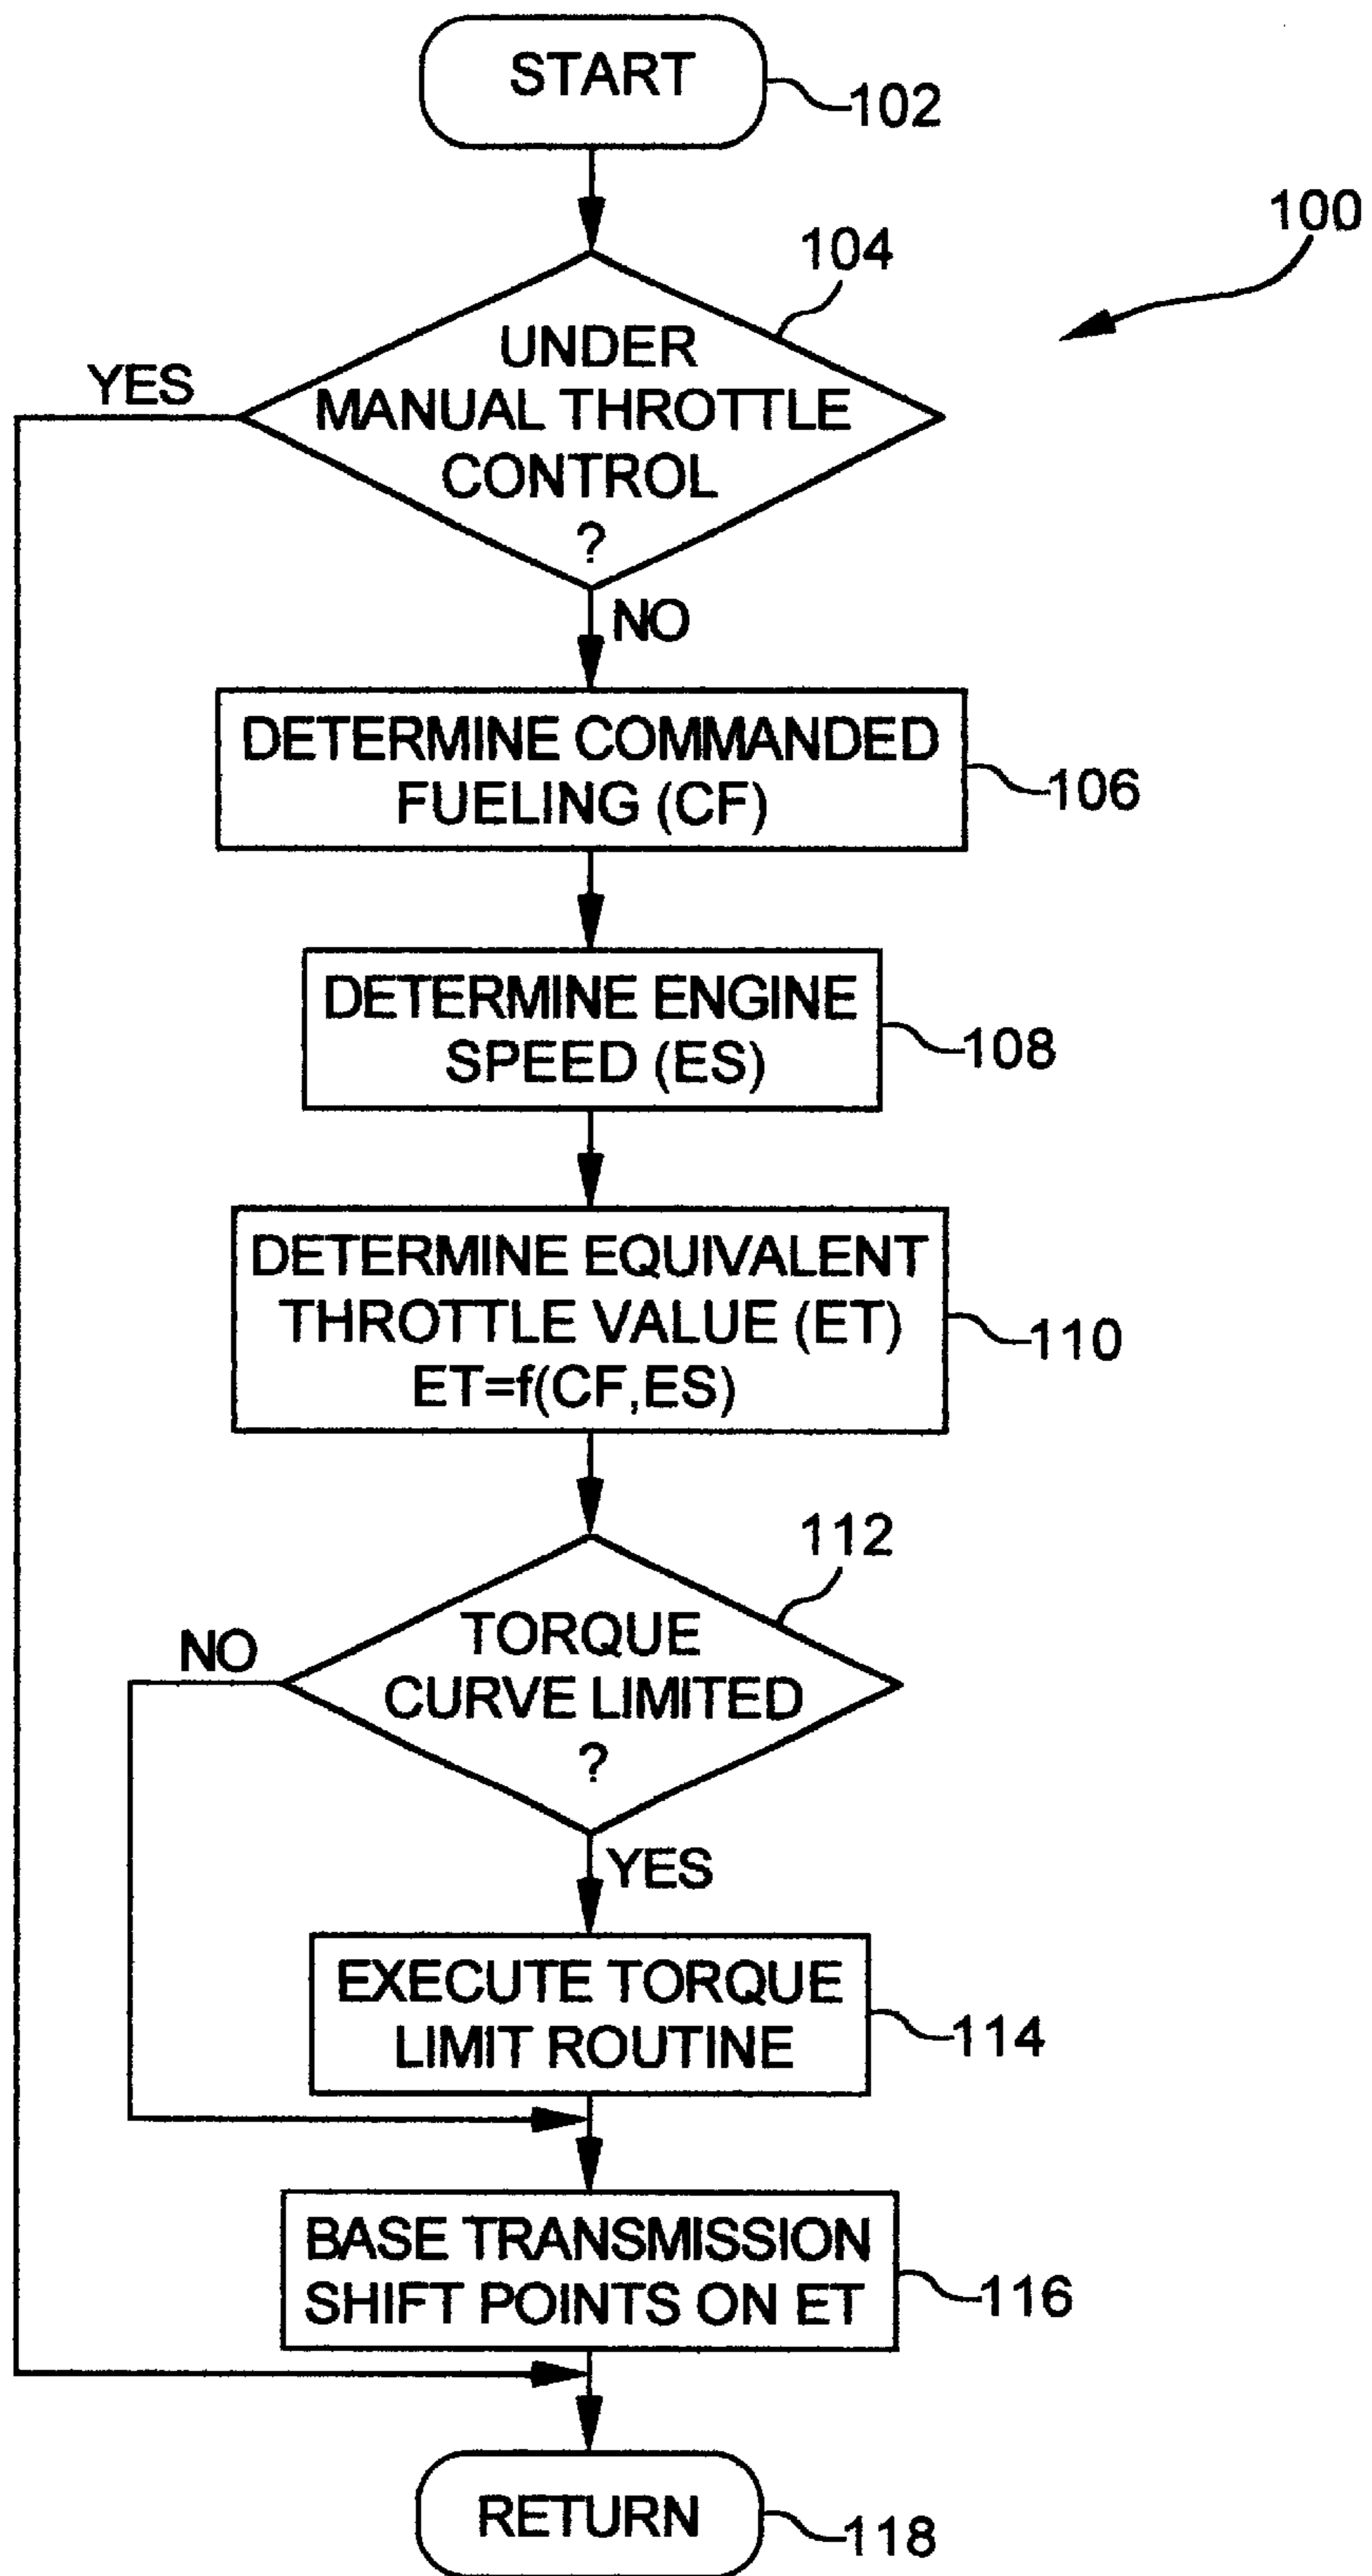 START
102
100
104
UNDER
MANUAL THROTTLE
CONTROL
?
YES
NO
DETERMINE COMMANDED
FUELING (CF)
106
DETERMINE ENGINE
SPEED (ES)
108
DETERMINE EQUIVALENT
THROTTLE VALUE (ET)
ET=f(CF,ES)
110
112
TORQUE
CURVE LIMITED
?
NO
YES
EXECUTE TORQUE
LIMIT ROUTINE
114
BASE TRANSMISSION
SHIFT POINTS ON ET
116
RETURN
118